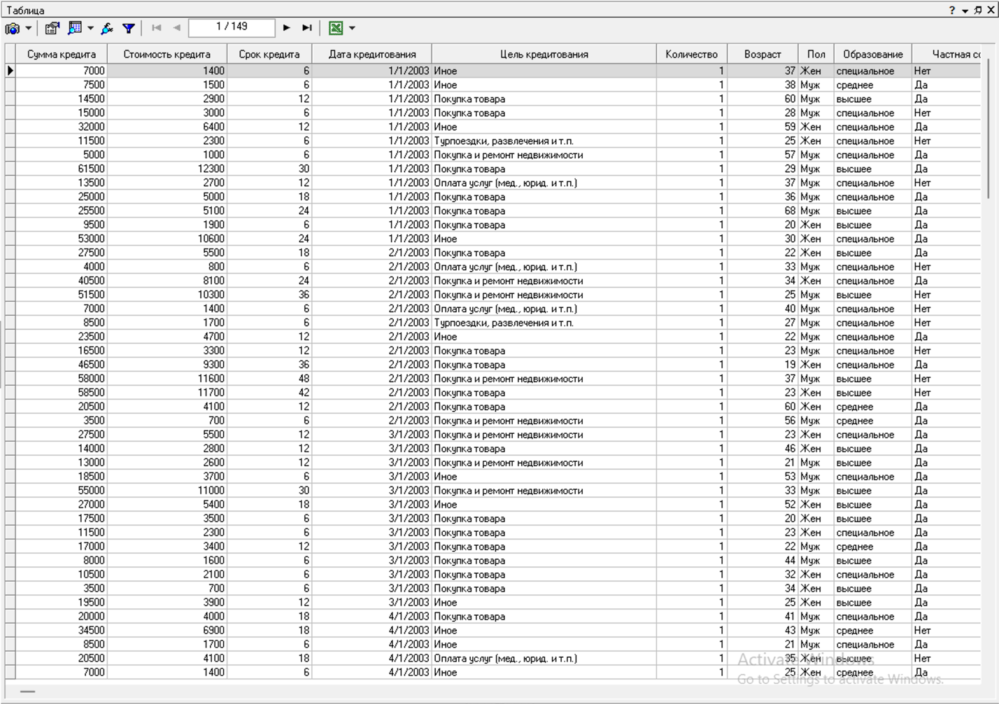 Таблица
1 / 149
Сумма кредита Стоимость кредита Срок кредита Дата кредитования Цель кредитования Количество Возраст Пол Образование Частная сс
7000 1400 6 1/1/2003 Иное 1 37 Жен специальное Нет
7500 1500 6 1/1/2003 Иное 1 38 Муж среднее Да
14500 2900 12 1/1/2003 Покупка товара 1 60 Муж высшее Да
15000 3000 6 1/1/2003 Покупка товара 1 28 Муж специальное Нет
32000 6400 12 1/1/2003 Иное 1 59 Жен специальное Да
11500 2300 6 1/1/2003 Турпоездки, развлечения и т.п. 1 25 Жен специальное Нет
5000 1000 6 1/1/2003 Покупка и ремонт недвижимости 1 57 Муж специальное Да
61500 12300 30 1/1/2003 Покупка товара 1 29 Муж высшее Да
13500 2700 12 1/1/2003 Оплата услуг (мед., юрид. и т.п.) 1 37 Муж специальное Нет
25000 5000 18 1/1/2003 Покупка товара 1 36 Муж специальное Да
25500 5100 24 1/1/2003 Покупка товара 1 68 Муж высшее Да
9500 1900 6 1/1/2003 Покупка товара 1 20 Жен высшее Да
53000 10600 24 1/1/2003 Иное 1 30 Жен специальное Да
27500 5500 18 2/1/2003 Покупка товара 1 22 Жен высшее Да
4000 800 6 2/1/2003 Оплата услуг (мед., юрид. и т.п.) 1 33 Муж специальное Нет
40500 8100 24 2/1/2003 Покупка и ремонт недвижимости 1 34 Жен специальное Да
51500 10300 36 2/1/2003 Покупка и ремонт недвижимости 1 25 Муж высшее Нет
7000 1400 6 2/1/2003 Оплата услуг (мед., юрид. и т.п.) 1 40 Муж специальное Нет
8500 1700 6 2/1/2003 Турпоездки, развлечения и т.п. 1 27 Муж специальное Нет
23500 4700 12 2/1/2003 Иное 1 22 Муж специальное Да
16500 3300 12 2/1/2003 Покупка товара 1 23 Муж специальное Нет
46500 9300 36 2/1/2003 Покупка товара 1 19 Жен специальное Да
58000 11600 48 2/1/2003 Покупка и ремонт недвижимости 1 37 Муж высшее Нет
58500 11700 42 2/1/2003 Покупка товара 1 23 Жен высшее Нет
20500 4100 12 2/1/2003 Покупка товара 1 60 Жен среднее Да
3500 700 6 2/1/2003 Покупка и ремонт недвижимости 1 56 Муж среднее Да
27500 5500 12 3/1/2003 Покупка и ремонт недвижимости 1 23 Жен специальное Да
14000 2800 12 3/1/2003 Покупка товара 1 46 Жен высшее Да
13000 2600 12 3/1/2003 Покупка и ремонт недвижимости 1 21 Муж высшее Да
18500 3700 6 3/1/2003 Иное 1 53 Муж специальное Да
55000 11000 30 3/1/2003 Покупка и ремонт недвижимости 1 33 Муж высшее Да
27000 5400 18 3/1/2003 Иное 1 52 Жен высшее Да
17500 3500 6 3/1/2003 Покупка товара 1 20 Жен высшее Да
11500 2300 6 3/1/2003 Покупка товара 1 23 Жен специальное Да
17000 3400 12 3/1/2003 Покупка товара 1 22 Муж среднее Да
8000 1600 6 3/1/2003 Покупка товара 1 44 Муж высшее Да
10500 2100 6 3/1/2003 Покупка товара 1 32 Жен специальное Да
3500 700 6 3/1/2003 Покупка товара 1 34 Жен высшее Да
19500 3900 12 3/1/2003 Иное 1 25 Жен высшее Да
20000 4000 18 4/1/2003 Покупка товара 1 41 Муж специальное Да
34500 6900 18 4/1/2003 Иное 1 43 Муж среднее Нет
8500 1700 6 4/1/2003 Иное 1 21 Муж специальное Да
20500 4100 18 4/1/2003 Оплата услуг (мед., юрид. и т.п.) 1 35 Жен высшее Нет
7000 1400 6 4/1/2003 Иное 1 25 Жен среднее Да
Activate Windows
Go to Settings to activate Windows.